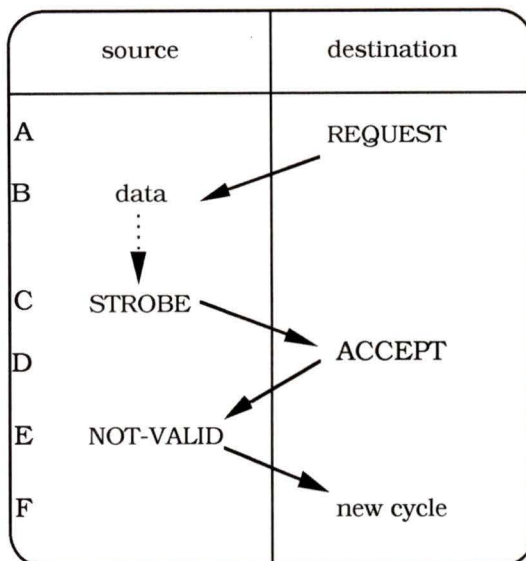 source destination
A REQUEST
B data
C STROBE
D ACCEPT
E NOT-VALID
F new cycle